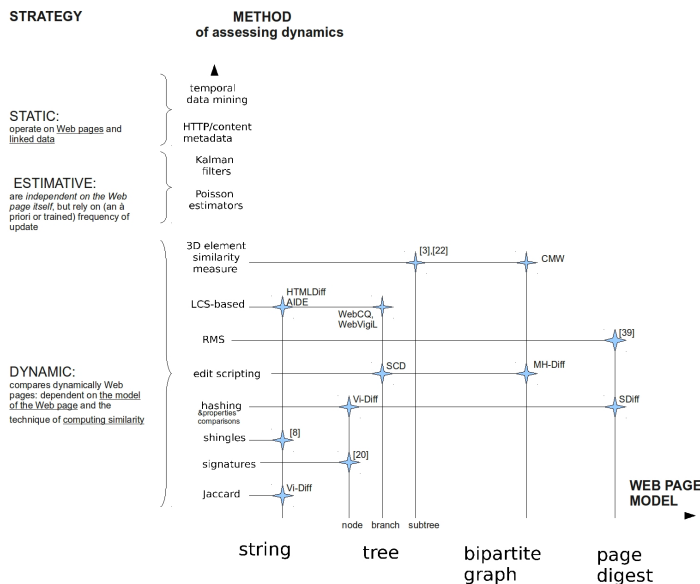 STRATEGY
METHOD
of assessing dynamics
temporal
data mining
STATIC:
operate on Web pages and
linked data
HTTP/content
metadata
Kalman
filters
ESTIMATIVE:
are independent on the Web
page itself, but rely on (an à
priori or trained) frequency of
update
Poisson
estimators
3D element
similarity
measure
[3],[22]
CMW
HTMLDiff
AIDE
LCS-based
WebCQ,
WebVigiL
RMS
[39]
DYNAMIC:
compares dynamically Web
pages: dependent on the model
of the Web page and the
technique of computing similarity
edit scripting
SCD
MH-Diff
hashing
&properties
comparisons
Vi-Diff
SDiff
shingles
[8]
signatures
[20]
Jaccard
Vi-Diff
WEB PAGE
MODEL
node branch subtree
string
tree
bipartite
graph
page
digest